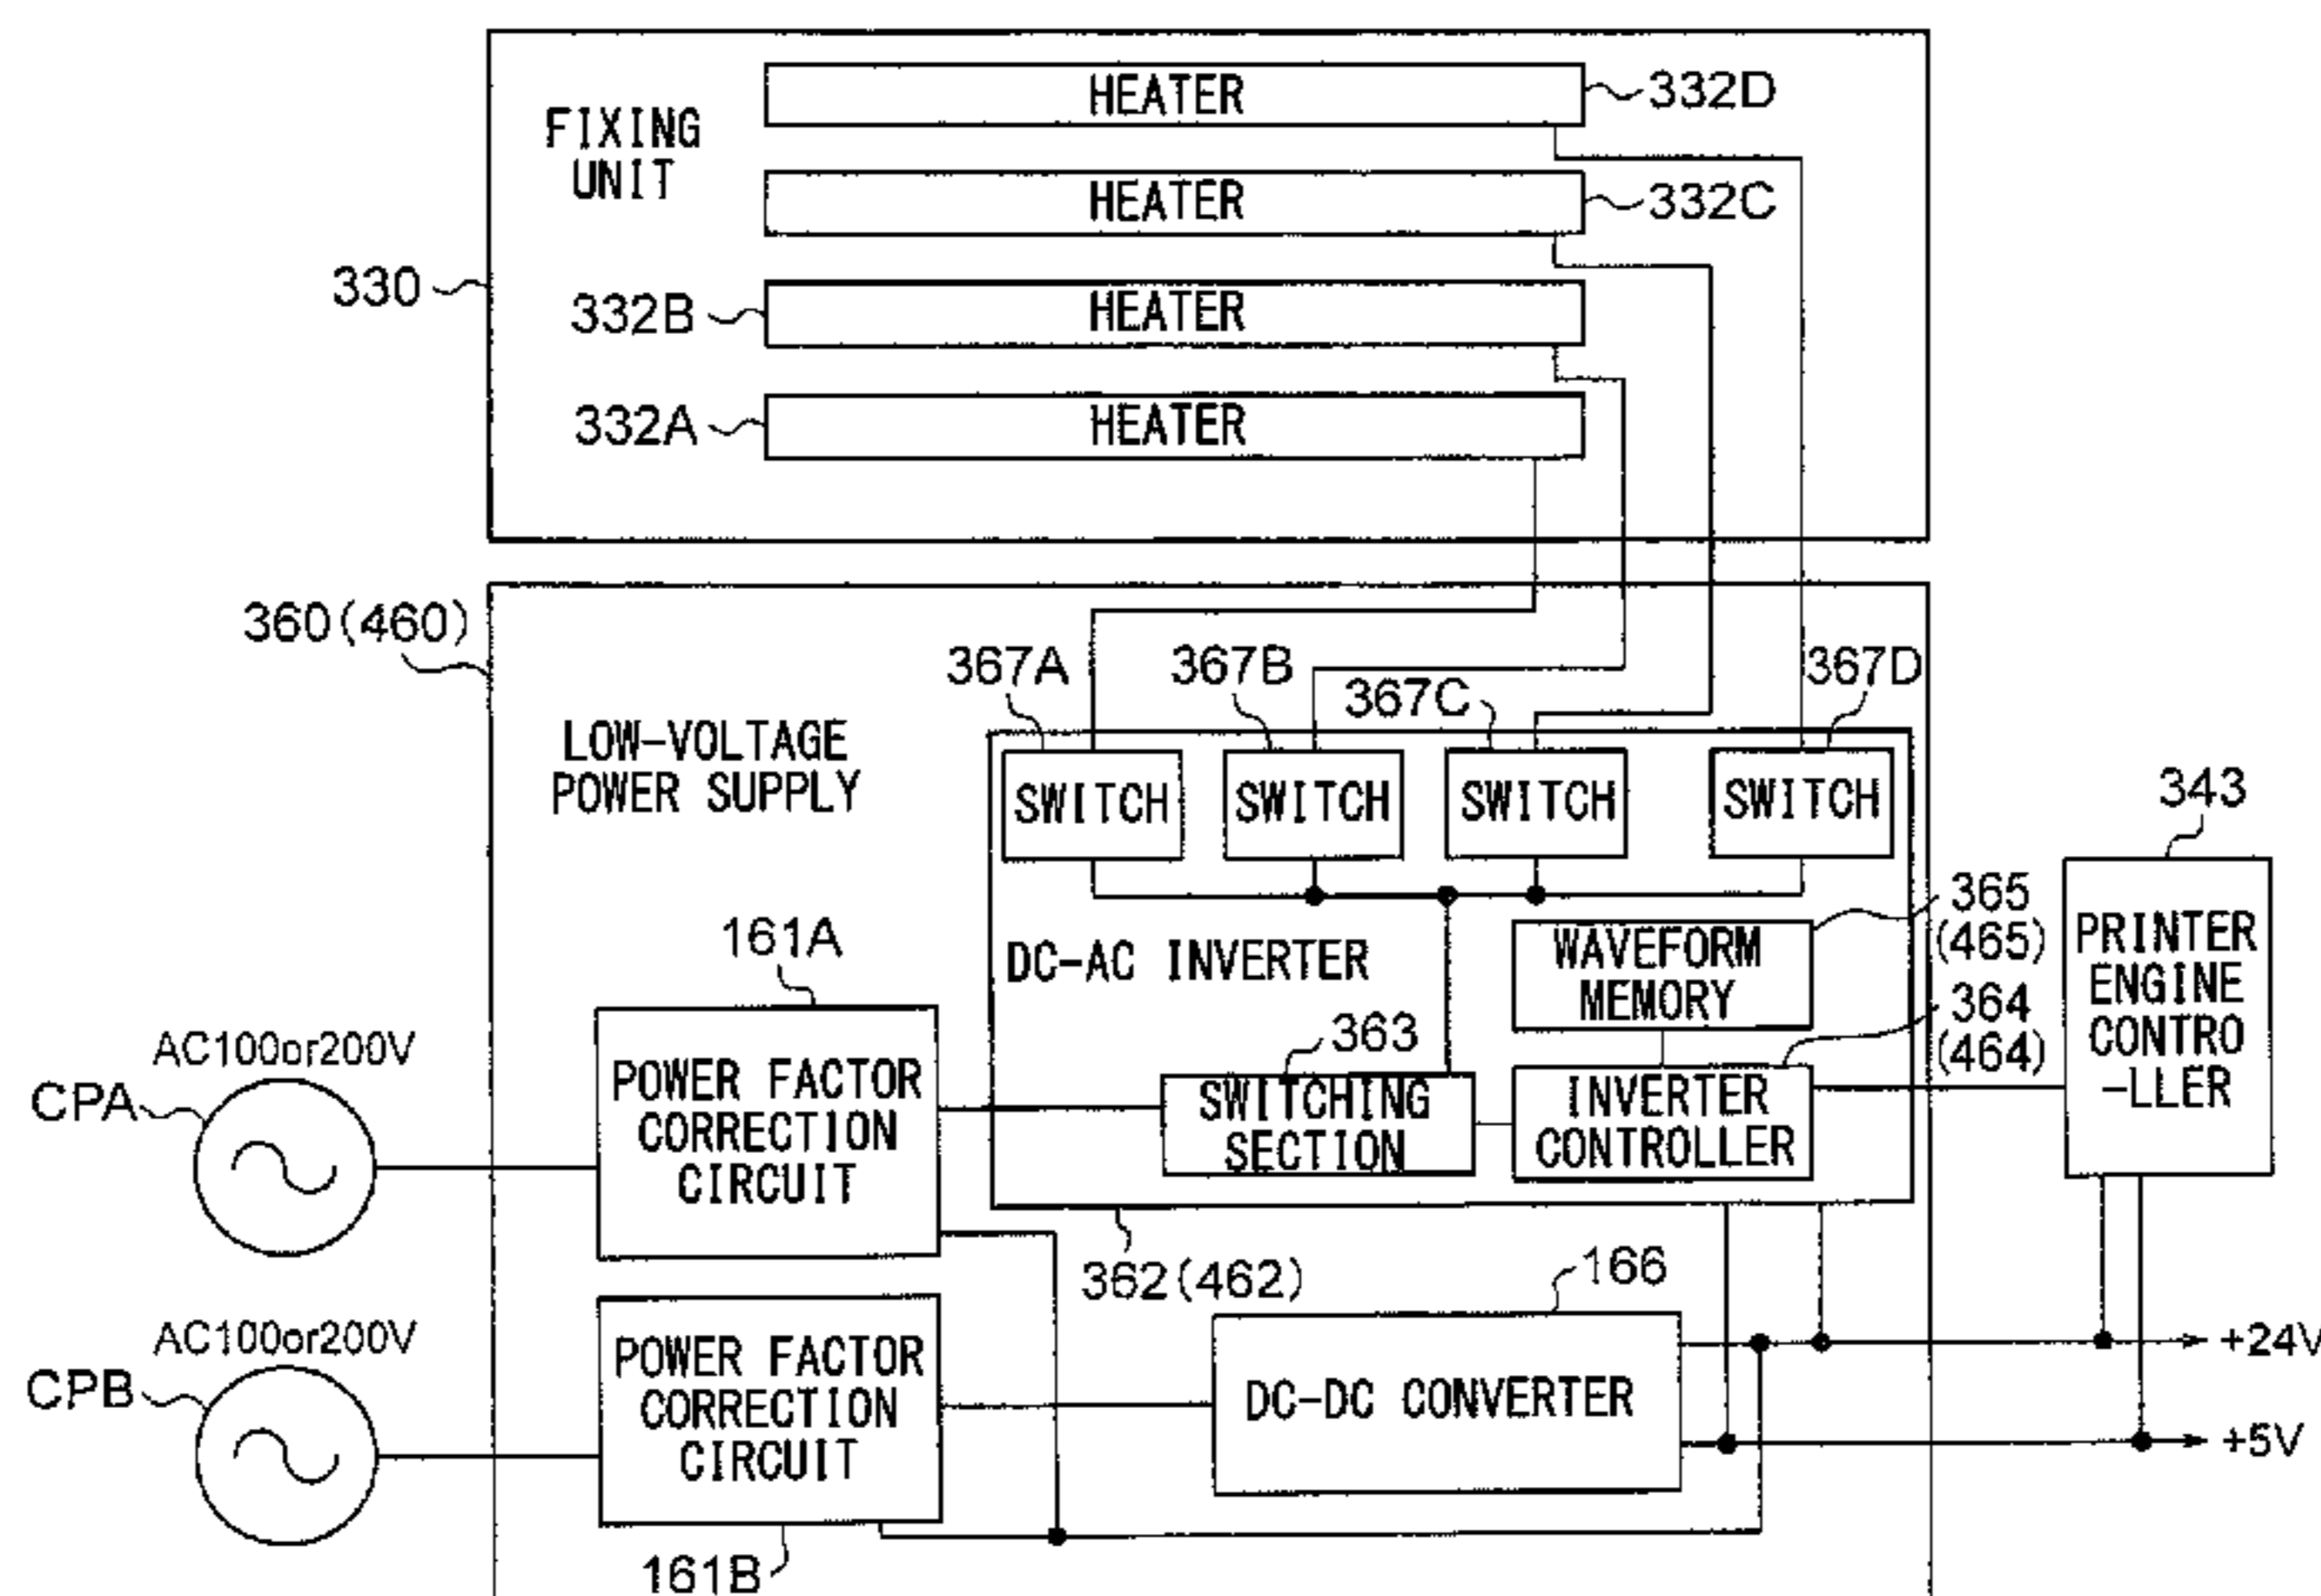 HEATER
332D
FIXING
UNIT
HEATER
332C
330
332B
HEATER
332A
HEATER
360(460)
367A
367B
367C
367D
LOW-VOLTAGE
POWER SUPPLY
SWITCH
SWITCH
SWITCH
SWITCH
343
161A
DC-AC INVERTER
WAVEFORM
MEMORY
365
(465)
364
(464)
PRINTER
ENGINE
CONTRO
-LLER
AC100or200V
CPA
POWER FACTOR
CORRECTION
CIRCUIT
363
SWITCHING
SECTION
INVERTER
CONTROLLER
362(462)
166
AC100or200V
CPB
POWER FACTOR
CORRECTION
CIRCUIT
DC-DC CONVERTER
+24V
+5V
161B